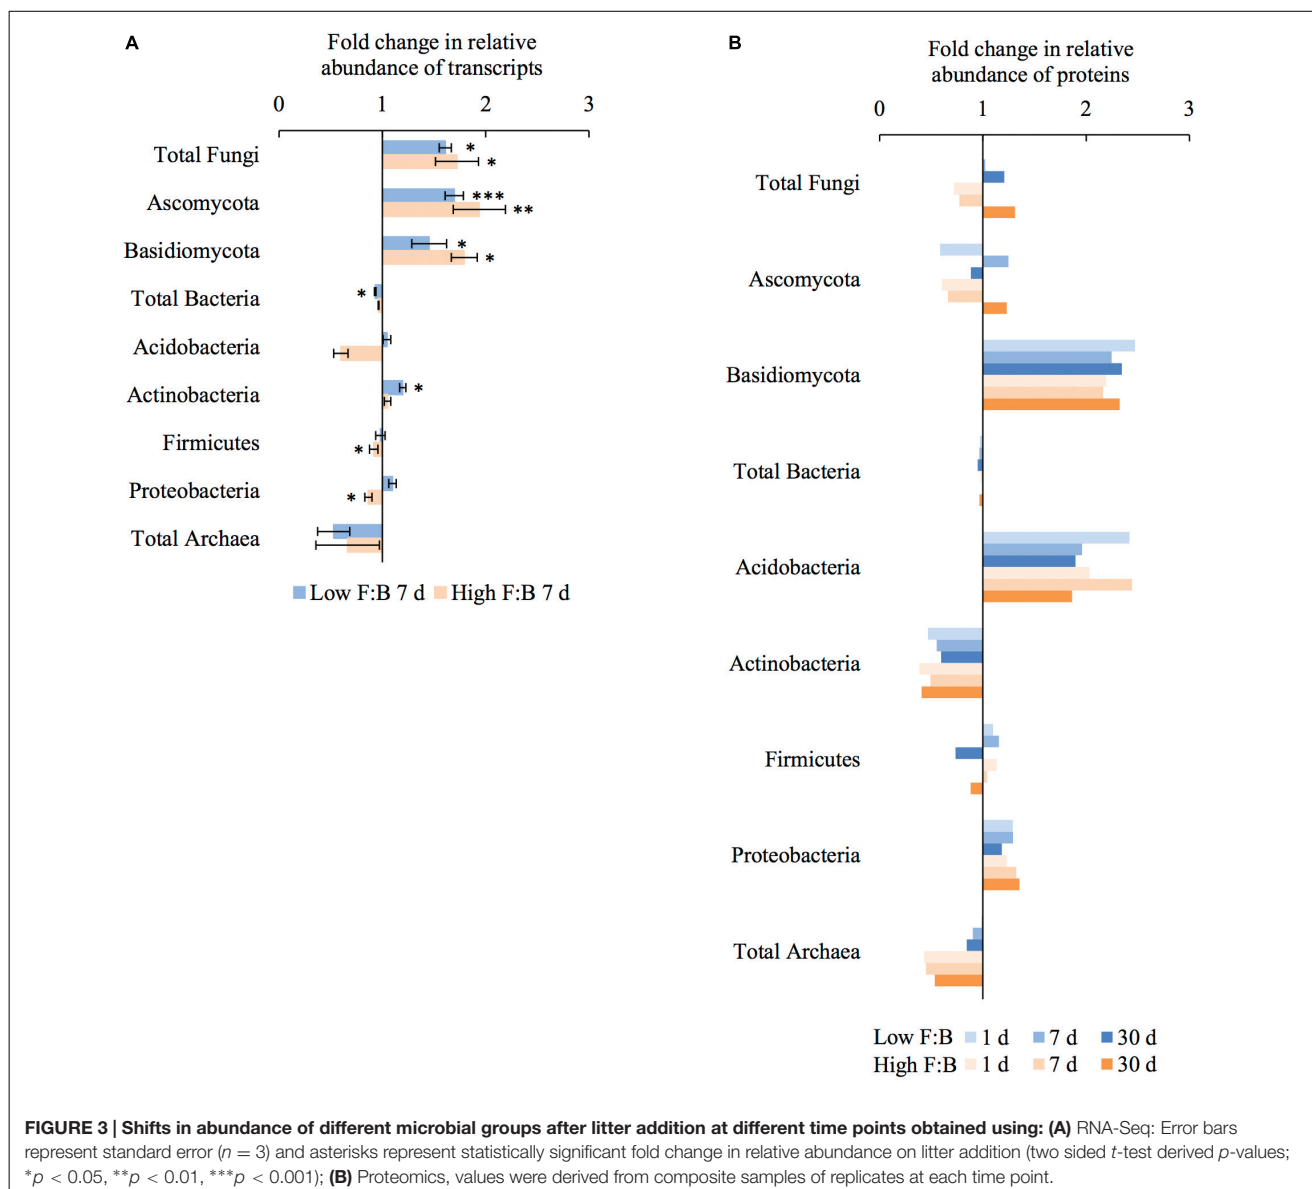 A
Fold change in relative
abundance of transcripts
0 1 2 3
Total Fungi * *
Ascomycota *** **
Basidiomycota * *
Total Bacteria *
Acidobacteria
Actinobacteria *
Firmicutes *
Proteobacteria *
Total Archaea
Low F:B 7 d High F:B 7 d
B
Fold change in relative
abundance of proteins
0 1 2 3
Total Fungi
Ascomycota
Basidiomycota
Total Bacteria
Acidobacteria
Actinobacteria
Firmicutes
Proteobacteria
Total Archaea
Low F:B 1 d 7 d 30 d
High F:B 1 d 7 d 30 d
FIGURE 3 | Shifts in abundance of different microbial groups after litter addition at different time points obtained using: (A) RNA-Seq: Error bars
represent standard error (n = 3) and asterisks represent statistically significant fold change in relative abundance on litter addition (two sided t-test derived p-values;
*p < 0.05, **p < 0.01, ***p < 0.001); (B) Proteomics, values were derived from composite samples of replicates at each time point.